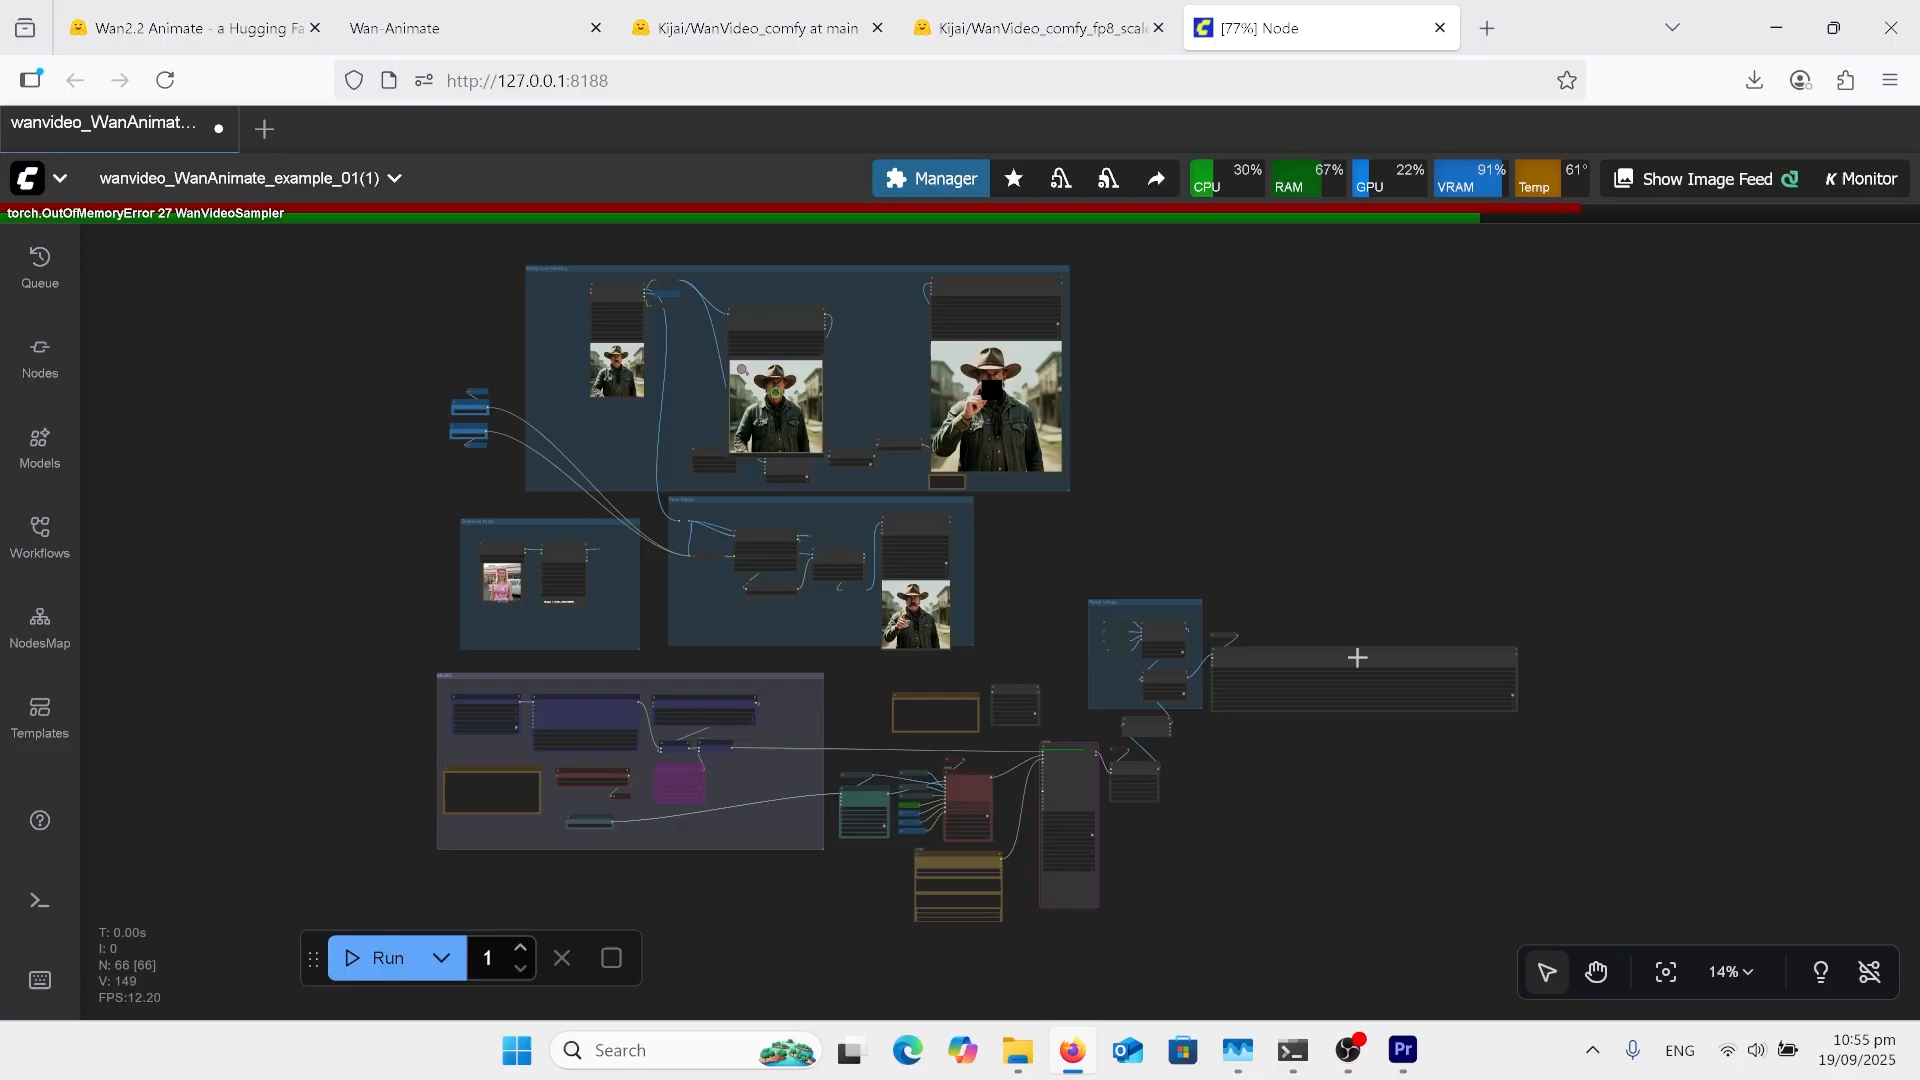 Wan2.2 Animate - a Hugging Fa
Wan-Animate
Kijai/WanVideo_comfy at main
Kijai/WanVideo_comfy_fp8_scale
[77%] Node
http://127.0.0.1:8188
wanvideo_WanAnimat...
wanvideo_WanAnimate_example_01(1)
Manager
CPU 30%
RAM 67%
GPU 22%
VRAM 91%
Temp 61°
Show Image Feed
K Monitor
torch.OutOfMemoryError 27 WanVideoSampler
Queue
Nodes
Models
Workflows
NodesMap
Templates
T: 0.00s
I: 0
N: 66 [66]
V: 149
FPS:12.20
Run
1
14%
Search
Pr
ENG
10:55 pm
19/09/2025